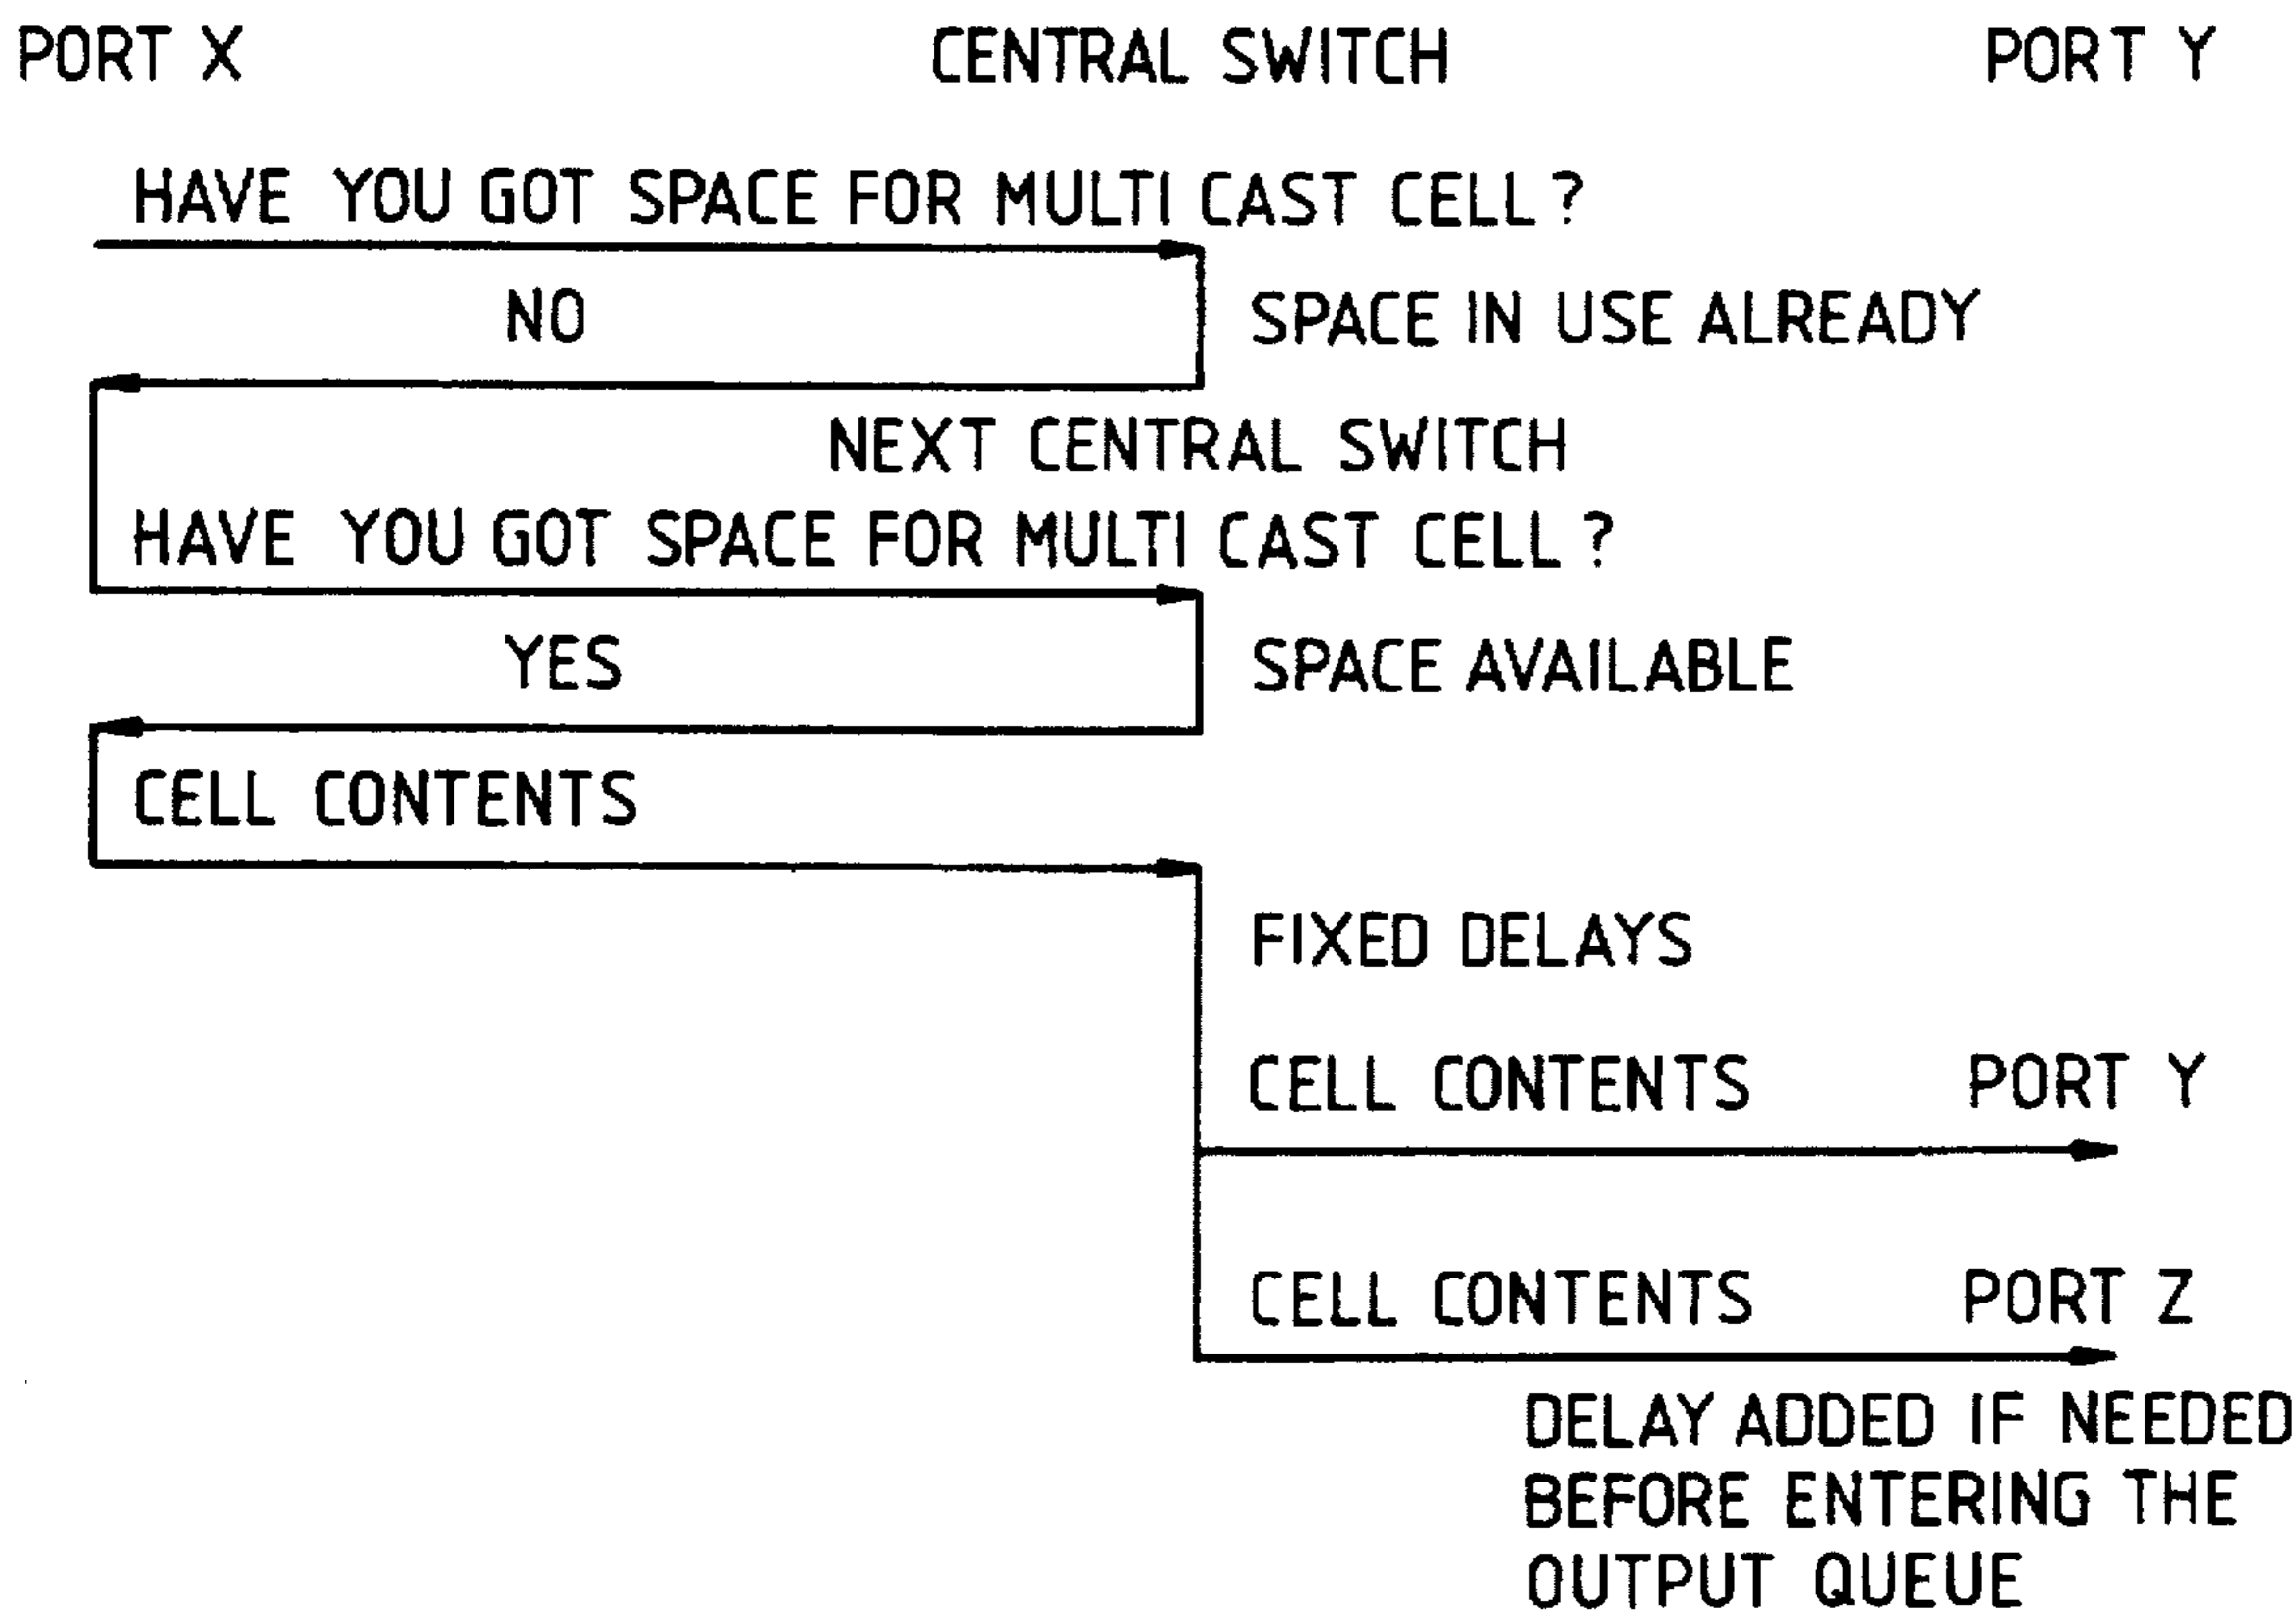 PORT X CENTRAL SWITCH PORT Y
HAVE YOU GOT SPACE FOR MULTI CAST CELL ?
NO SPACE IN USE ALREADY
NEXT CENTRAL SWITCH
HAVE YOU GOT SPACE FOR MULTI CAST CELL ?
YES SPACE AVAILABLE
CELL CONTENTS
FIXED DELAYS
CELL CONTENTS PORT Y
CELL CONTENTS PORT Z
DELAY ADDED IF NEEDED
BEFORE ENTERING THE
OUTPUT QUEUE